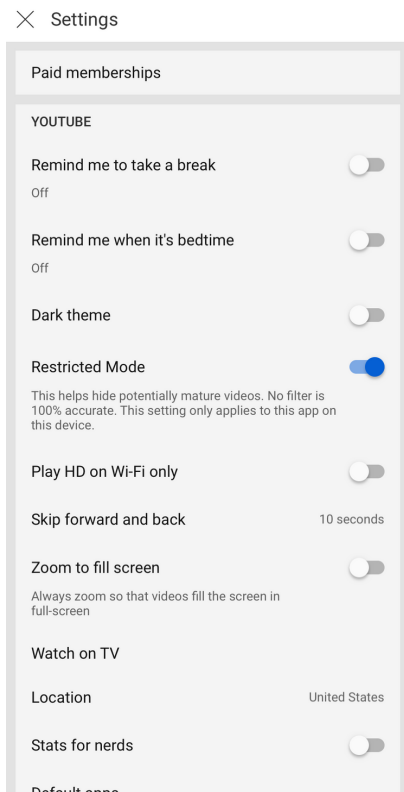 Settings
Paid memberships
YOUTUBE
Remind me to take a break
Off
Remind me when it's bedtime
Off
Dark theme
Restricted Mode
This helps hide potentially mature videos. No filter is
100% accurate. This setting only applies to this app on
this device.
Play HD on Wi-Fi only
Skip forward and back 10 seconds
Zoom to fill screen
Always zoom so that videos fill the screen in
full-screen
Watch on TV
Location United States
Stats for nerds
Default apps